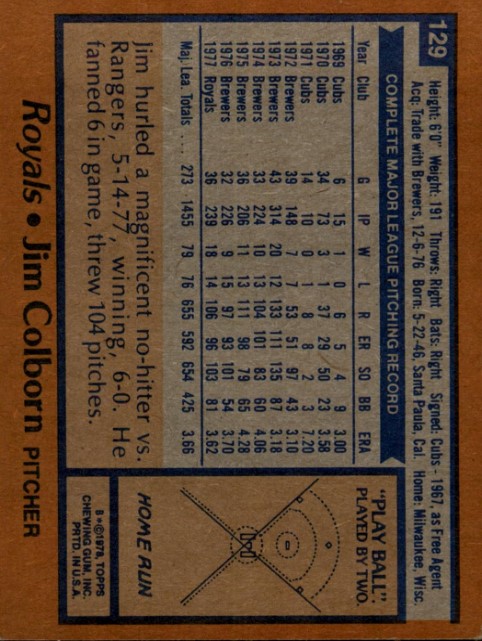 129
Height: 6'0" Weight: 191 Throws: Right Bats: Right Signed: Cubs - 1967, as Free Agent
Acq: Trade with Brewers, 12-6-76 Born: 5-22-46, Santa Paula, Cal. Home: Milwaukee, Wisc.
COMPLETE MAJOR LEAGUE PITCHING RECORD
Year Club G IP W L R ER SO BB ERA
1969 Cubs 6 15 1 0 6 5 4 9 3.00
1970 Cubs 34 73 3 1 37 29 50 23 3.58
1971 Cubs 14 10 0 1 8 8 2 3 7.20
1972 Brewers 39 148 7 7 53 51 97 43 3.10
1973 Brewers 43 314 20 12 133 111 135 87 3.18
1974 Brewers 33 224 10 13 104 101 83 60 4.06
1975 Brewers 36 206 11 13 111 98 79 65 4.28
1976 Brewers 32 226 9 15 97 93 101 54 3.70
1977 Royals 36 239 18 14 106 96 103 81 3.62
Maj. Lea. Totals .... 273 1455 79 76 655 592 654 425 3.66
Jim hurled a magnificent no-hitter vs.
Rangers, 5-14-77, winning, 6-0. He
fanned 6 in game, threw 104 pitches.
"PLAY BALL":
PLAYED BY TWO.
HOME RUN
B*©1978 TOPPS
CHEWING GUM, INC.
PRTD. IN U.S.A.
Royals • Jim Colborn PITCHER